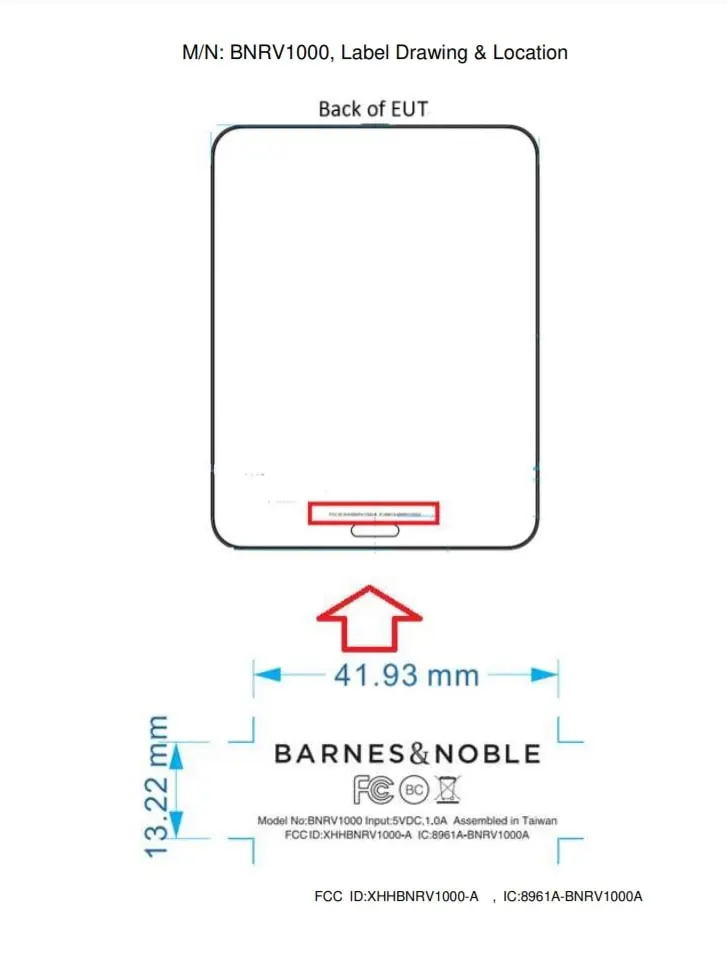 M/N: BNRV1000, Label Drawing & Location
Back of EUT
41.93 mm
13.22 mm
BARNES&NOBLE
FC BC
Model No:BNRV1000 Input:5VDC,1.0A Assembled in Taiwan
FCC ID:XHHBNRV1000-A IC:8961A-BNRV1000A
FCC ID:XHHBNRV1000-A , IC:8961A-BNRV1000A